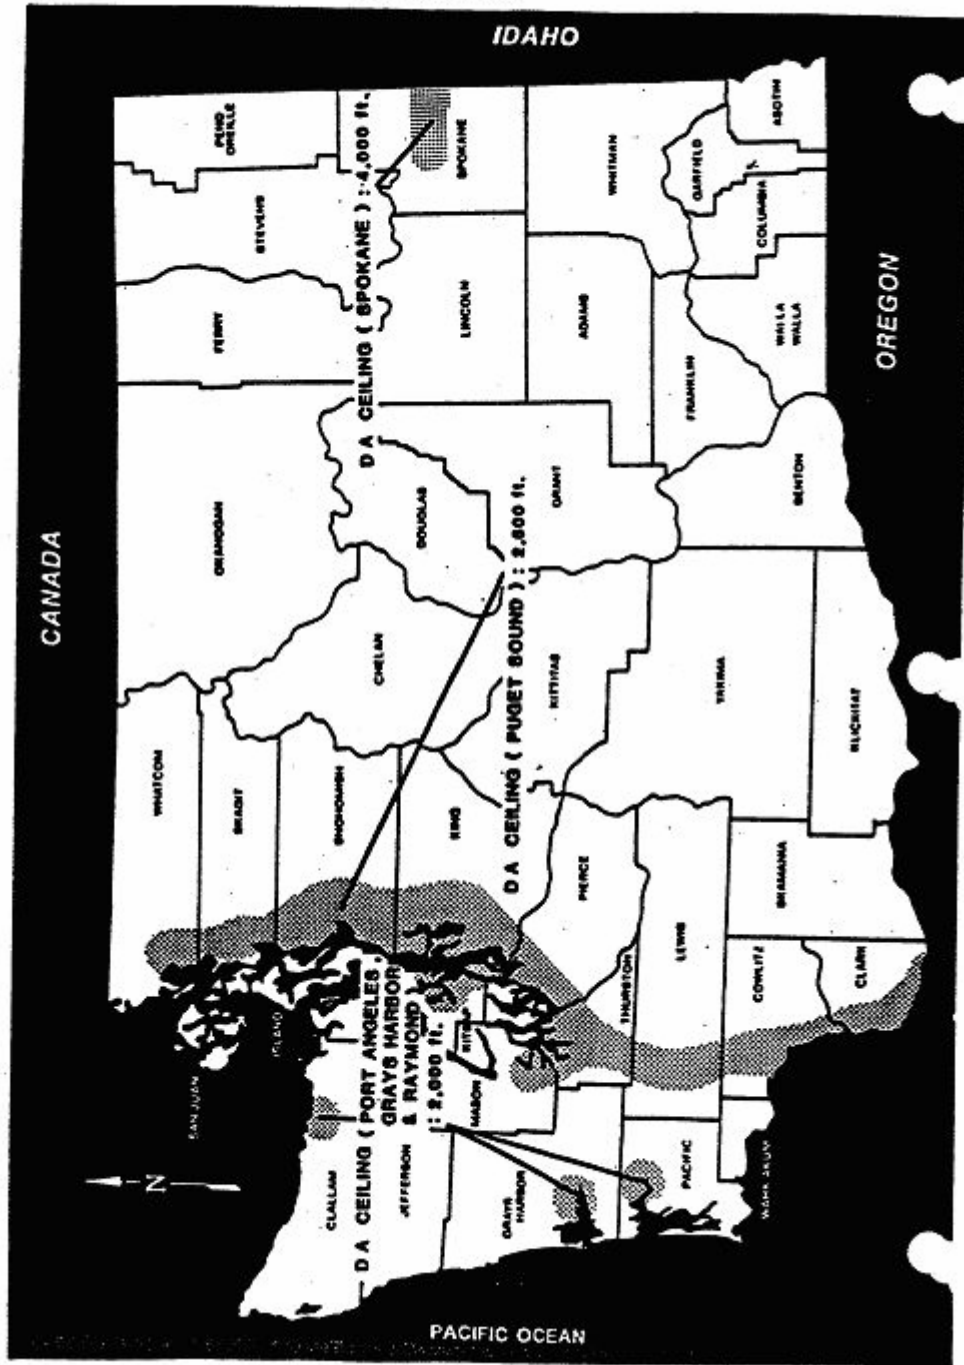 CANADA
WHATCOM
SAN JUAN
SKAGIT
ISLAND
SNOHOMISH
CLALLAM
OKANOGAN
FERRY
STEVENS
PEND
OREILLE
CHELAN
DOUGLAS
D A CEILING ( SPOKANE ) : 4,000 ft.
D A CEILING ( PORT ANGELES,
GRAYS HARBOR
& RAYMOND )
: 2,000 ft.
JEFFERSON
KITSAP
KING
LINCOLN
SPOKANE
IDAHO
MASON
GRAYS
HARBOR
D A CEILING ( PUGET SOUND ) : 2,600 ft.
KITTITAS
GRANT
ADAMS
WHITMAN
PACIFIC OCEAN
PIERCE
THURSTON
LEWIS
PACIFIC
YAKIMA
FRANKLIN
GARFIELD
COLUMBIA
ASOTIN
WALLA
WALLA
BENTON
COWLITZ
SKAMANIA
WAHKIAKUM
CLARK
KLICKITAT
OREGON
N